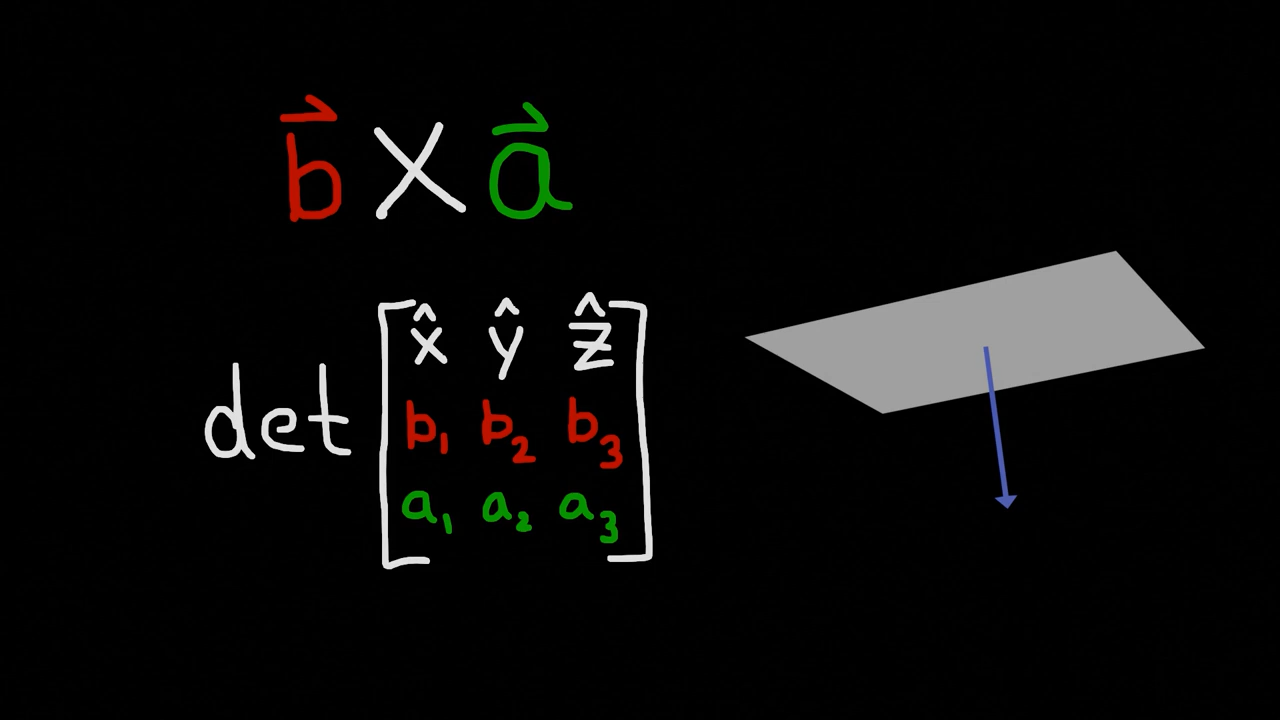 b⃗ X a⃗
x̂ ŷ ẑ
det b₁ b₂ b₃
a₁ a₂ a₃